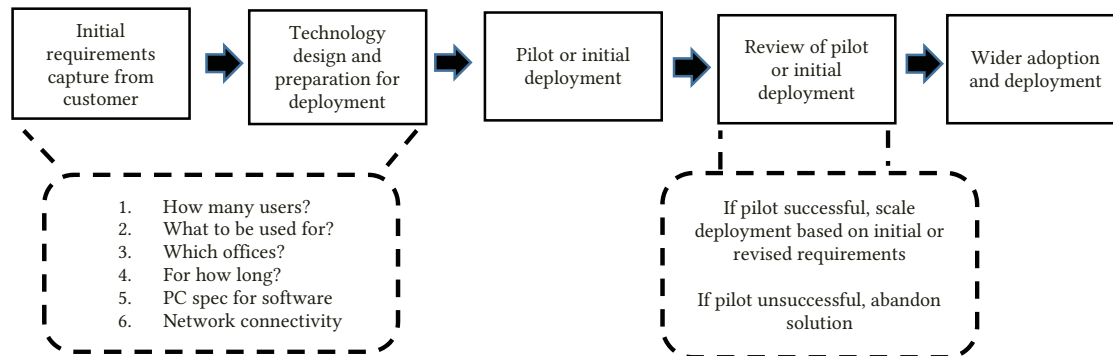 Initial
requirements
capture from
customer
Technology
design and
preparation for
deployment
Pilot or initial
deployment
Review of pilot
or initial
deployment
Wider adoption
and deployment
1. How many users?
2. What to be used for?
3. Which offices?
4. For how long?
5. PC spec for software
6. Network connectivity
If pilot successful, scale
deployment based on initial or
revised requirements
If pilot unsuccessful, abandon
solution